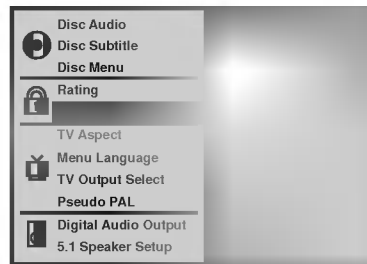 Disc Audio
Disc Subtitle
Disc Menu
Rating
TV Aspect
Menu Language
TV Output Select
Pseudo PAL
Digital Audio Output
5.1 Speaker Setup